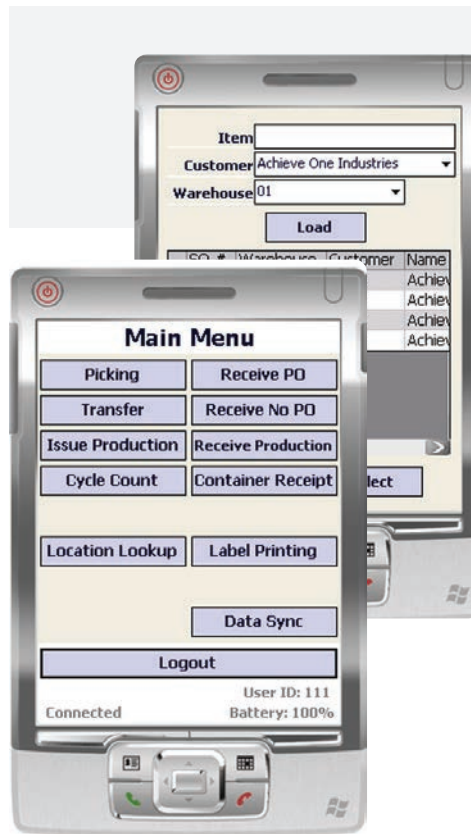 Item
Customer Achieve One Industries
Warehouse 01
Load
Warehouse Customer Name
Achiev
Achiev
Achiev
Achiev
lect
Main Menu
Picking Receive PO
Transfer Receive No PO
Issue Production Receive Production
Cycle Count Container Receipt
Location Lookup Label Printing
Data Sync
Logout
User ID: 111
Connected Battery: 100%